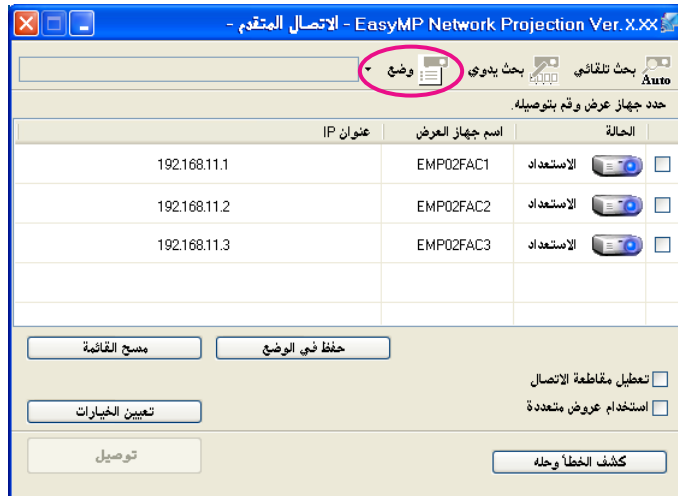 EasyMP Network Projection Ver.X.XX - الاتصال المتقدم -
Auto بحث تلقائي بحث يدوي وضع
حدد جهاز عرض وقم بتوصيله.
الحالة اسم جهاز العرض عنوان IP
الاستعداد EMP02FAC1 192.168.11.1
الاستعداد EMP02FAC2 192.168.11.2
الاستعداد EMP02FAC3 192.168.11.3
حفظ في الوضع مسح القائمة
تعطيل مقاطعة الاتصال
استخدام عروض متعددة تعيين الخيارات
كشف الخطأ وحله توصيل